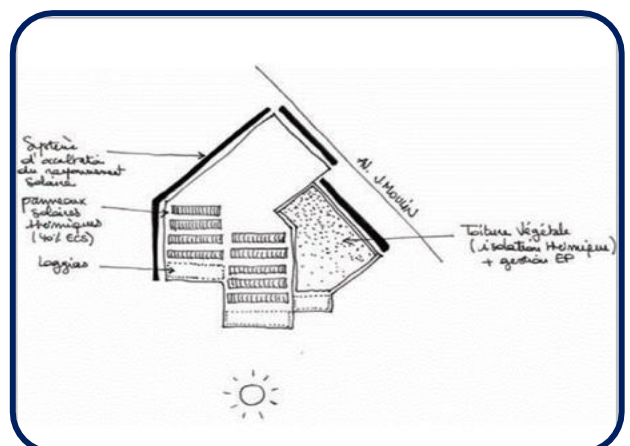 Système
d'occultation
du rayonnement
solaire
panneaux
solaires
thermiques
(40% ECS)
Loggias
AV. J MOULIN
Toiture Végétale
(isolation thermique)
+ gestion EP